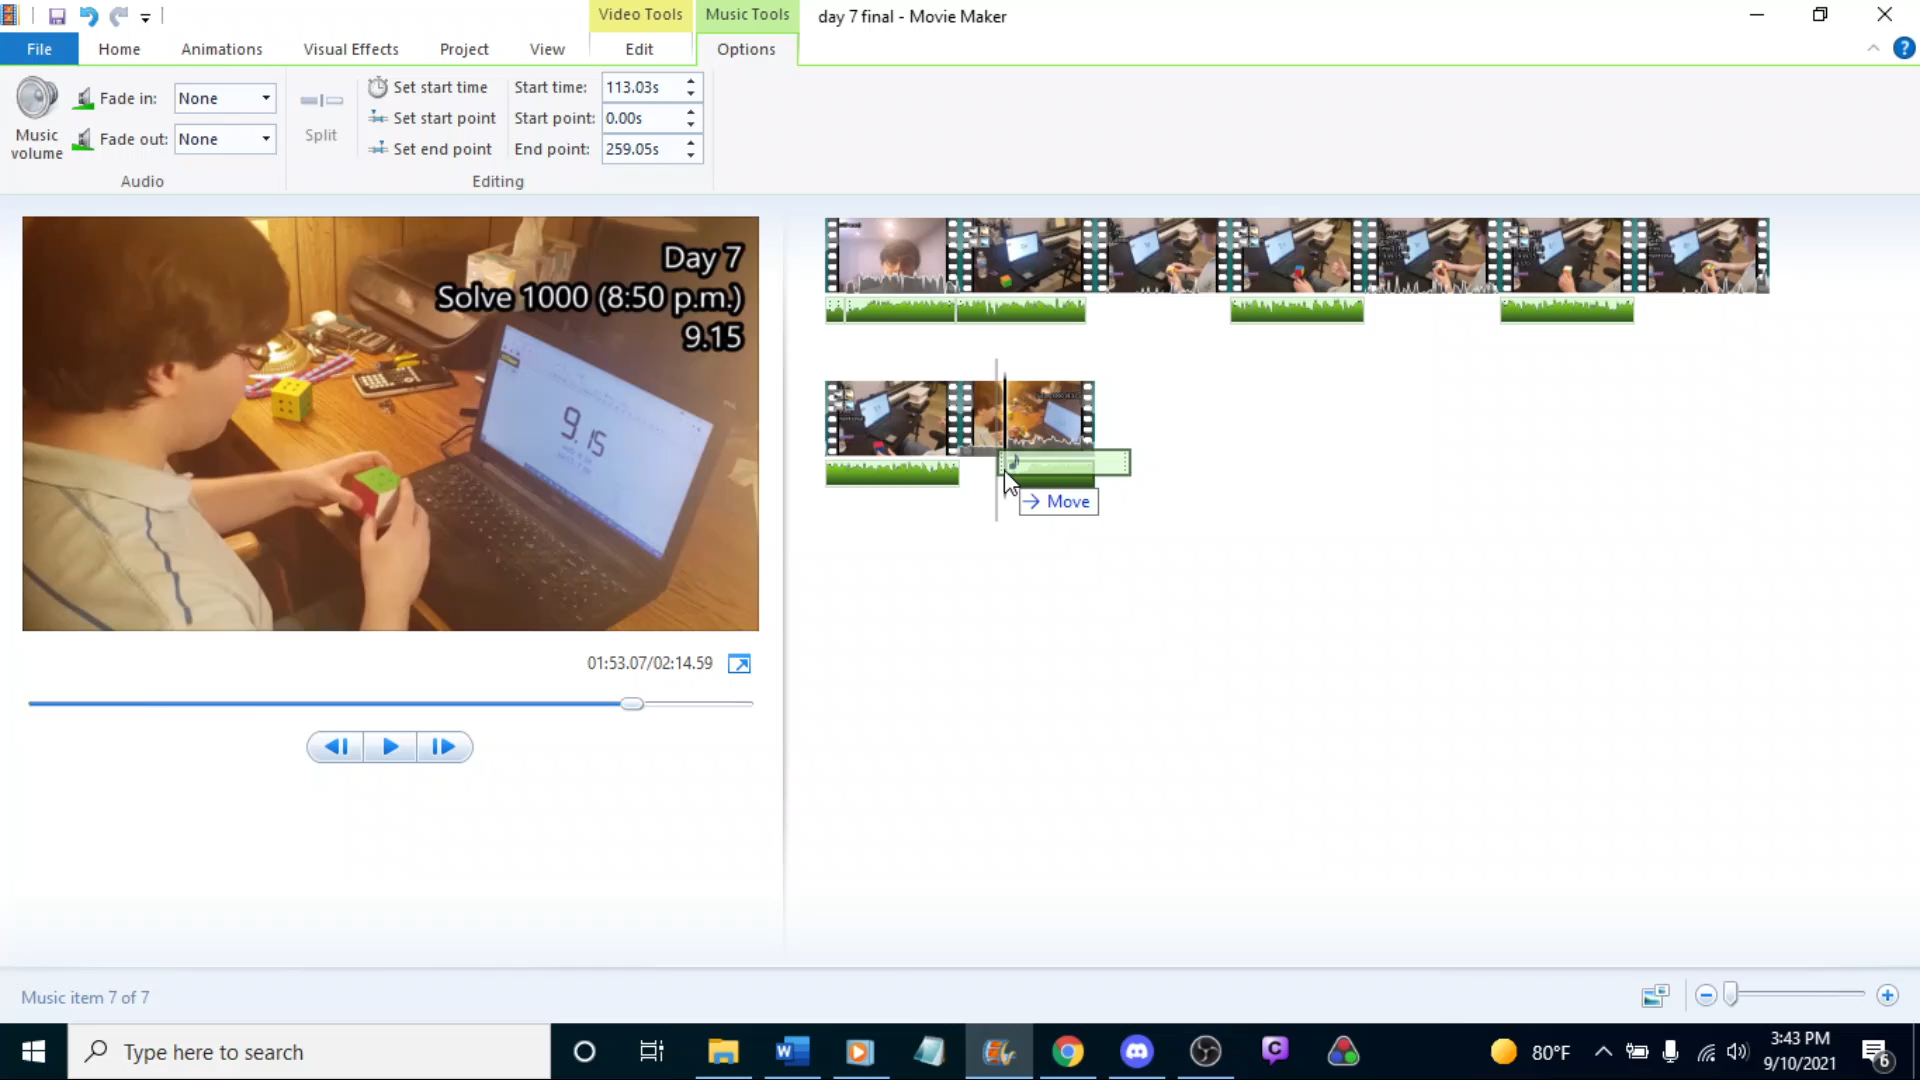 Video Tools
Music Tools
day 7 final - Movie Maker
File
Home
Animations
Visual Effects
Project
View
Edit
Options
Music volume
Fade in: None
Fade out: None
Audio
Split
Set start time
Set start point
Set end point
Start time: 113.03s
Start point: 0.00s
End point: 259.05s
Editing
Day 7
Solve 1000 (8:50 p.m.)
9.15
9.15
Move
01:53.07/02:14.59
Music item 7 of 7
Type here to search
80°F
3:43 PM
9/10/2021
6